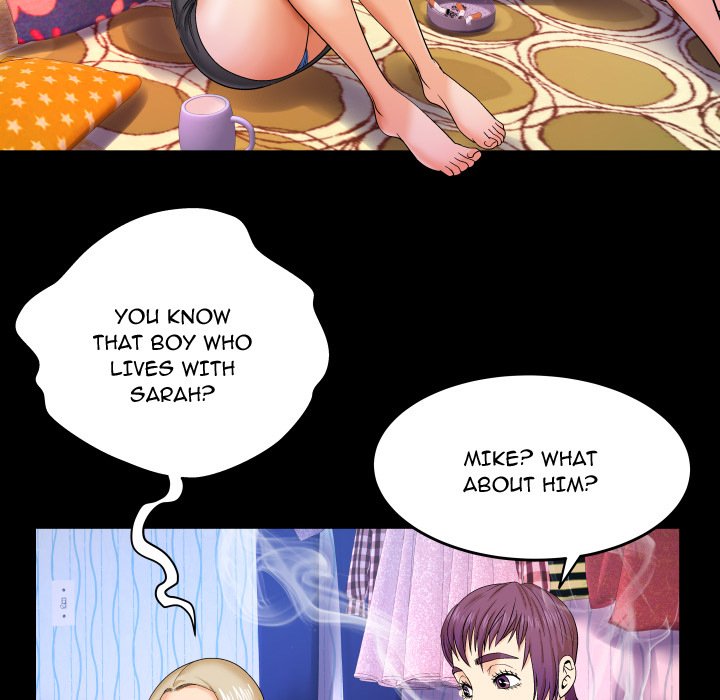 YOU KNOW
THAT BOY WHO
LIVES WITH
SARAH?
MIKE? WHAT
ABOUT HIM?